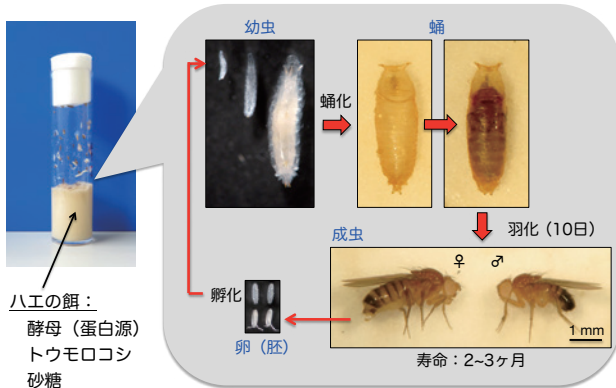 幼虫
蛹
蛹化
羽化（10日）
成虫
♀ ♂
孵化
卵（胚）
1 mm
寿命：2~3ヶ月
ハエの餌：
酵母（蛋白源）
トウモロコシ
砂糖